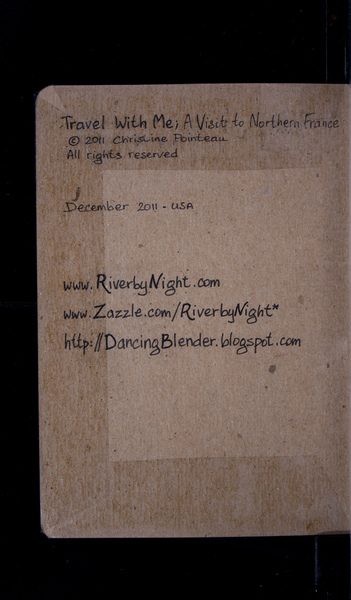 Travel With Me; A Visit to Northern France
© 2011 Christine Pointeau
All rights reserved
December 2011 - USA
www.RiverbyNight.com
www.Zazzle.com/RiverbyNight*
http://DancingBlender.blogspot.com